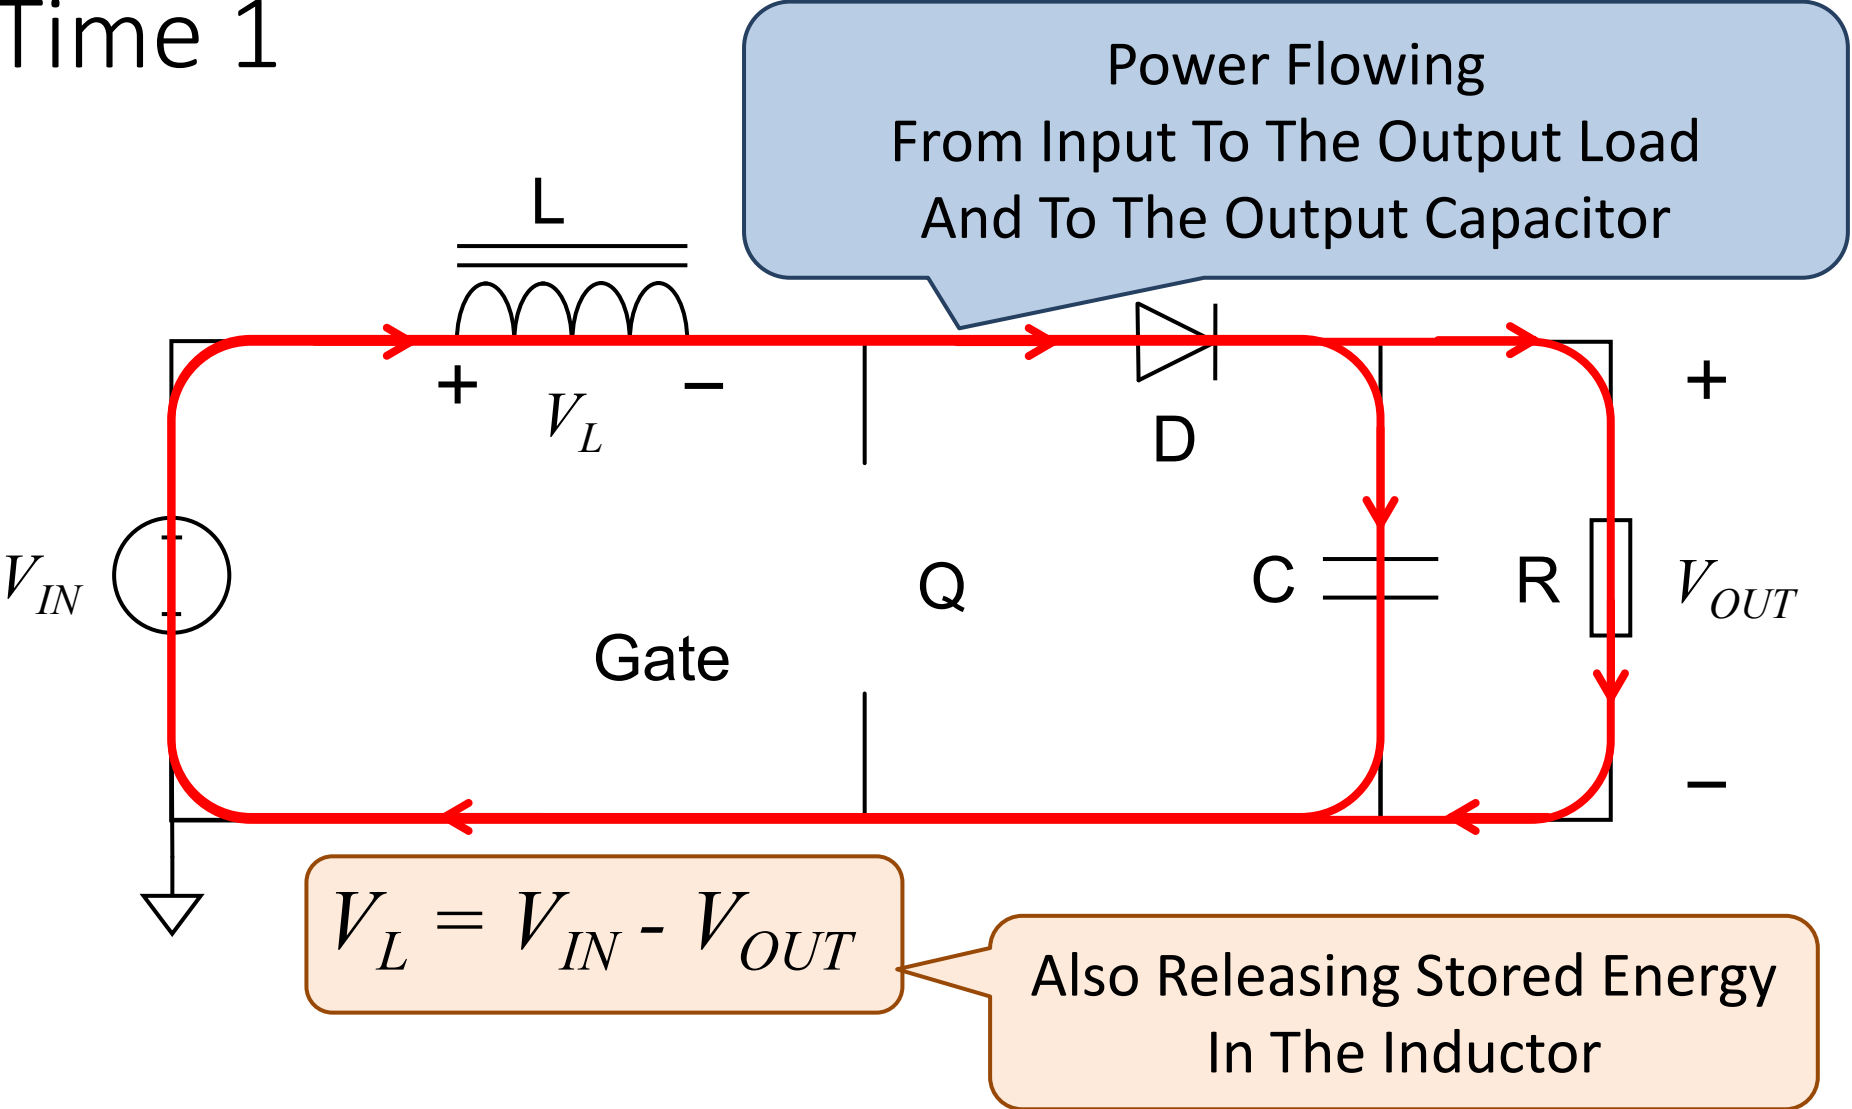 Time 1
Power Flowing
From Input To The Output Load
And To The Output Capacitor
L
+ V_L −
D
+
V_IN
Q
C
R
V_OUT
Gate
−
V_L = V_IN - V_OUT
Also Releasing Stored Energy
In The Inductor